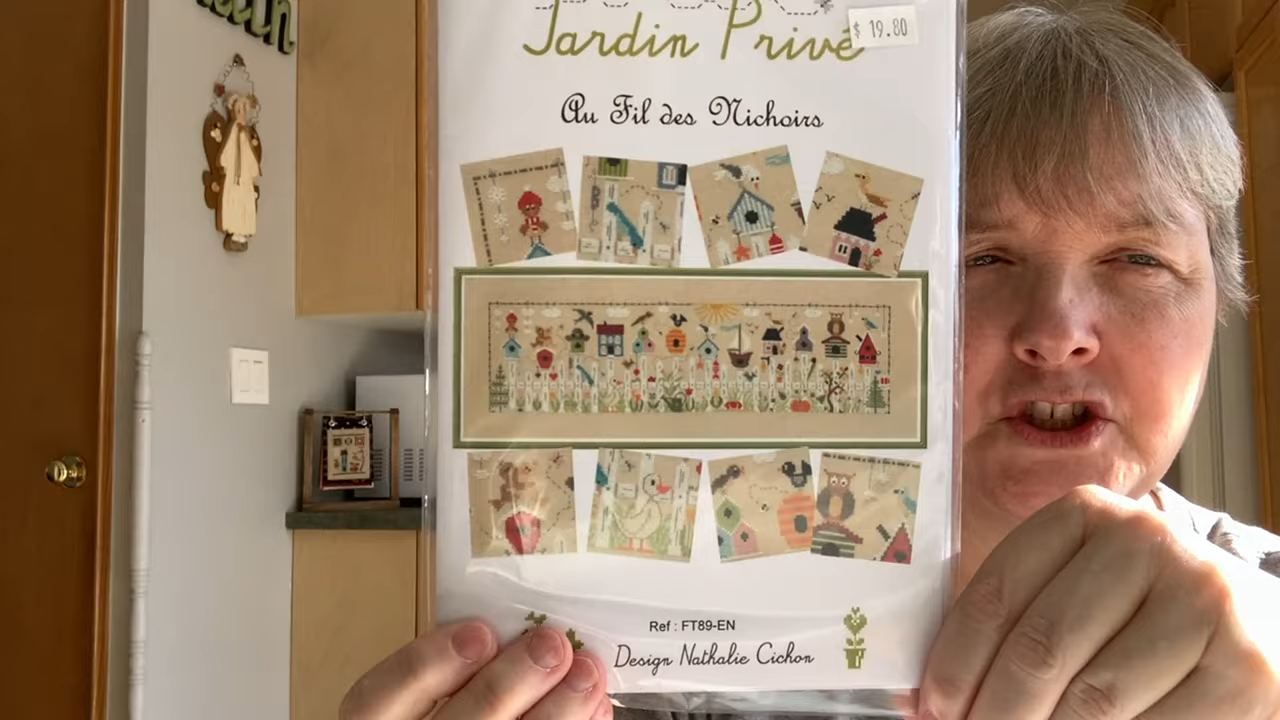 Jardin Privé
$ 19.80
Au Fil des Nichoirs
Ref : FT89-EN
Design Nathalie Cichon